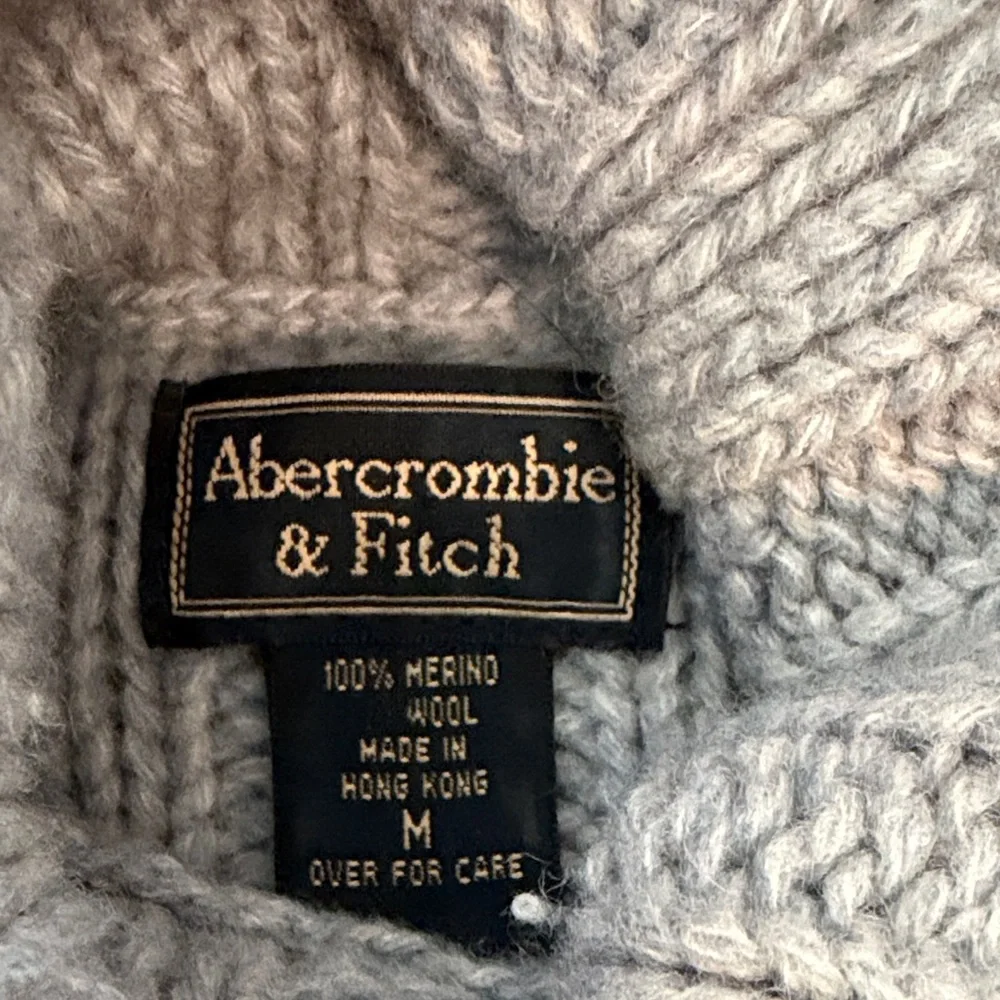 Abercrombie
& Fitch
100% MERINO
WOOL
MADE IN
HONG KONG
M
OVER FOR CARE